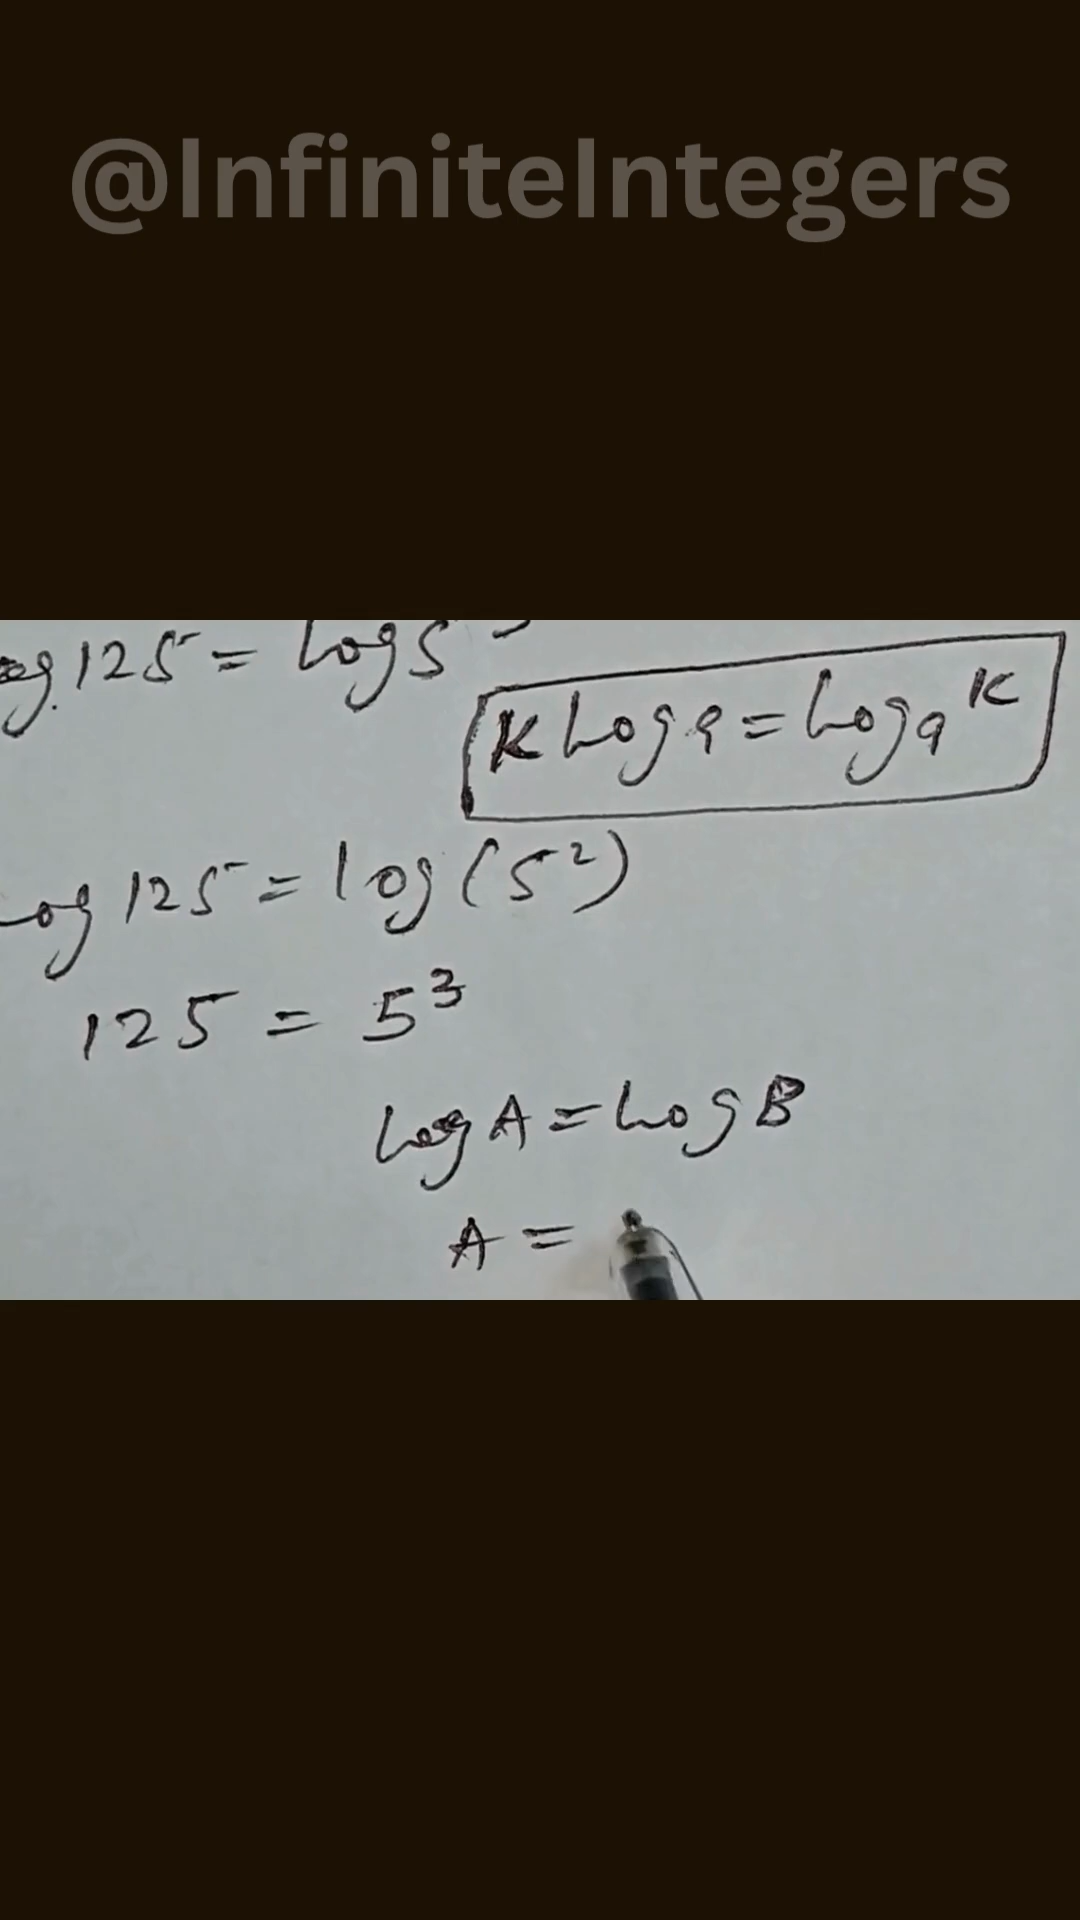 @InfiniteIntegers
log 125 = log 5
K log a = log a^K
log 125 = log (5²)
125 = 5³
log A = log B
A =